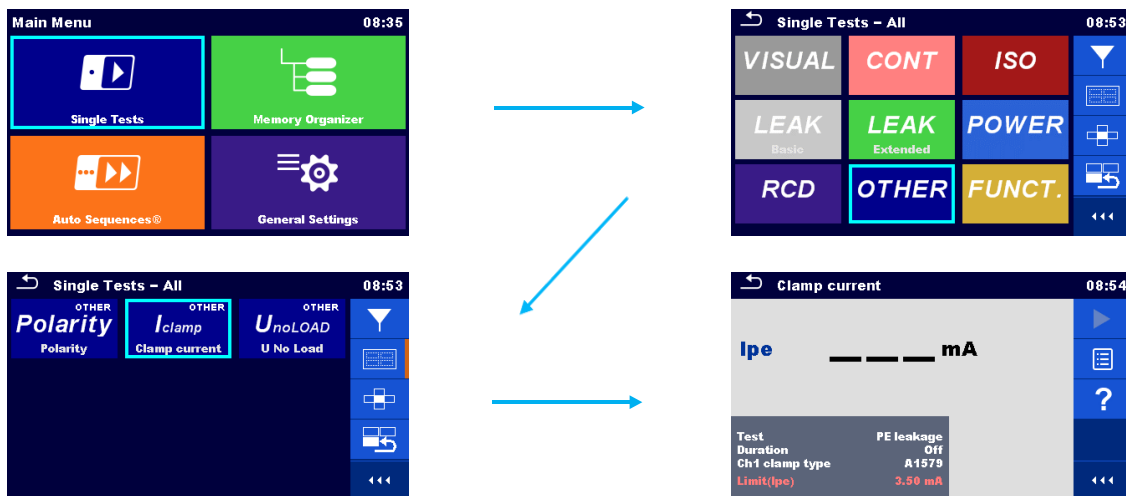 Main Menu 08:35
Single Tests
Memory Organizer
Auto Sequences®
General Settings
Single Tests – All 08:53
VISUAL CONT ISO
LEAK LEAK POWER
Basic Extended
RCD OTHER FUNCT.
Single Tests – All 08:53
OTHER OTHER OTHER
Polarity Iclamp UnoLOAD
Polarity Clamp current U No Load
Clamp current 08:54
Ipe ___ mA
?
Test PE leakage
Duration Off
Ch1 clamp type A1579
Limit(Ipe) 3.50 mA